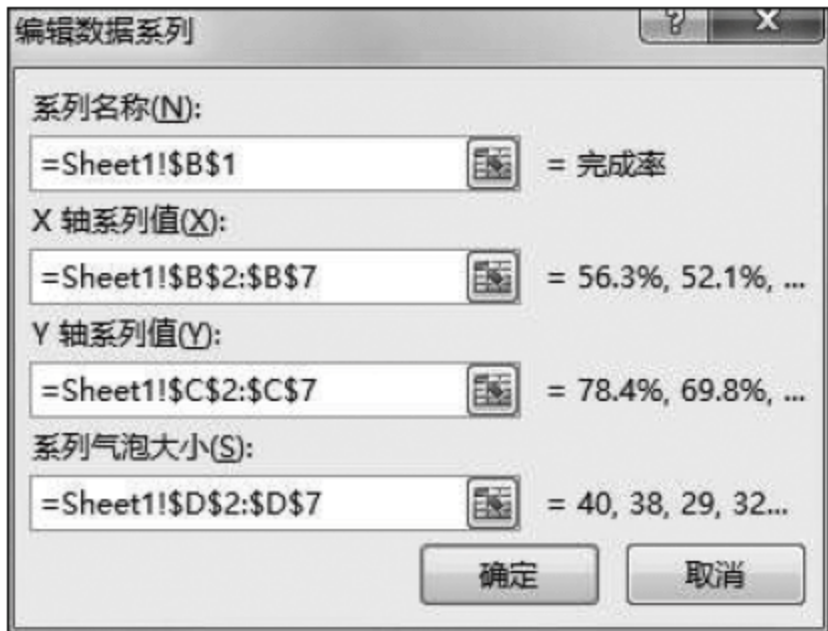 编辑数据系列
系列名称(N):
=Sheet1!$B$1 = 完成率
X 轴系列值(X):
=Sheet1!$B$2:$B$7 = 56.3%, 52.1%, ...
Y 轴系列值(Y):
=Sheet1!$C$2:$C$7 = 78.4%, 69.8%, ...
系列气泡大小(S):
=Sheet1!$D$2:$D$7 = 40, 38, 29, 32...
确定 取消